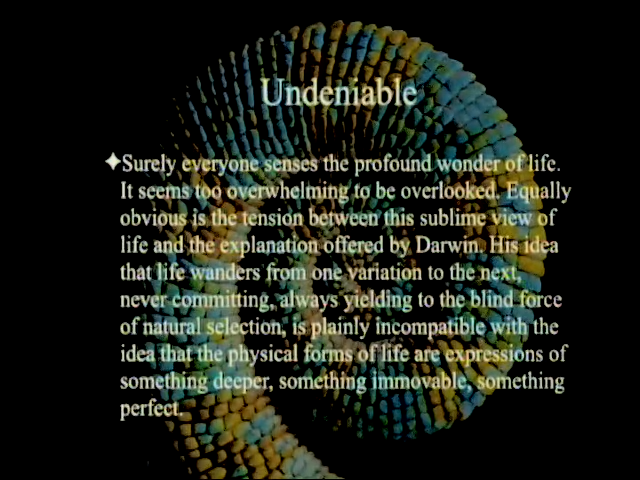 Undeniable
✦Surely everyone senses the profound wonder of life.
It seems too overwhelming to be overlooked. Equally
obvious is the tension between this sublime view of
life and the explanation offered by Darwin. His idea
that life wanders from one variation to the next,
never committing, always yielding to the blind force
of natural selection, is plainly incompatible with the
idea that the physical forms of life are expressions of
something deeper, something immovable, something
perfect.